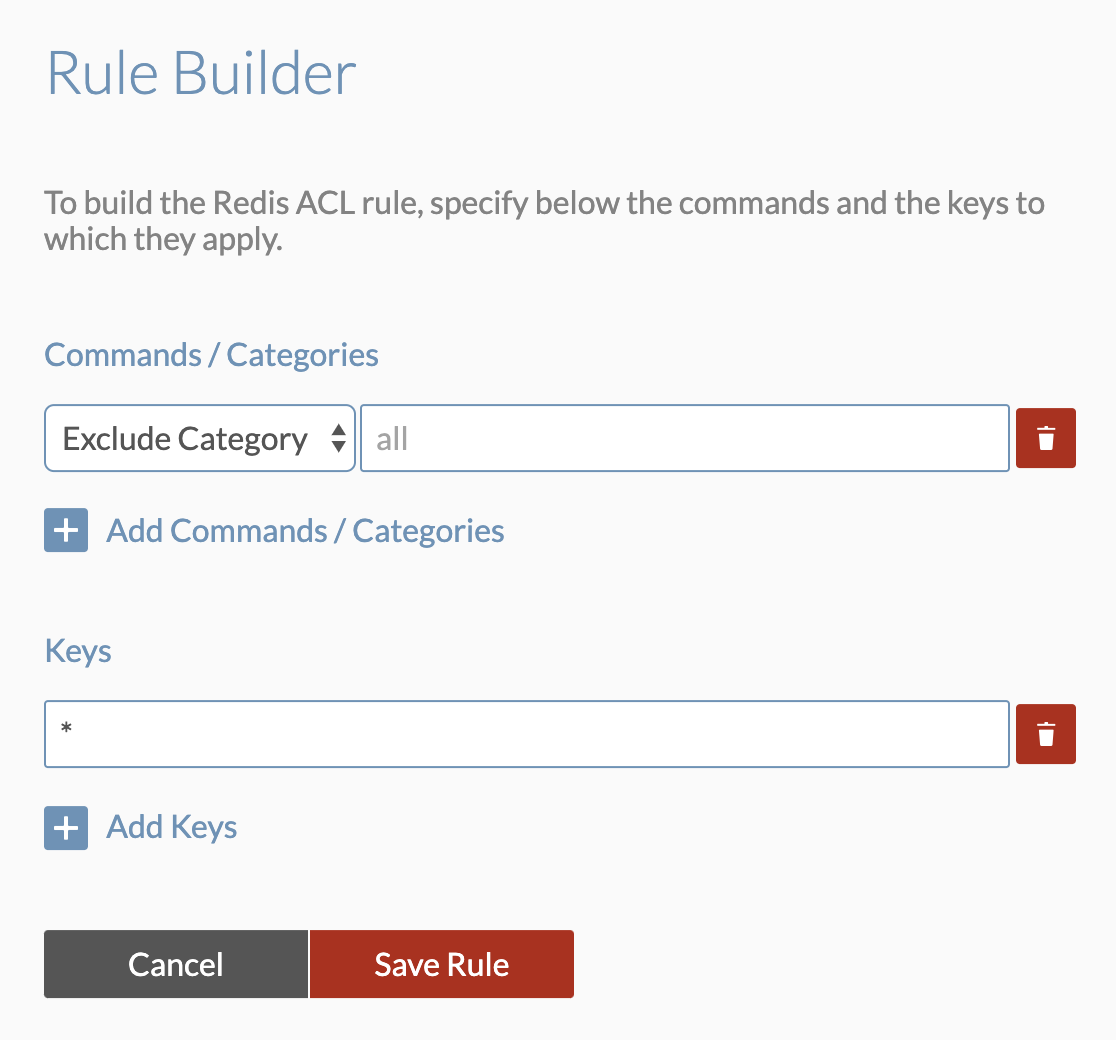 Rule Builder
To build the Redis ACL rule, specify below the commands and the keys to
which they apply.
Commands / Categories
Exclude Category
all
Add Commands / Categories
Keys
*
Add Keys
Cancel
Save Rule